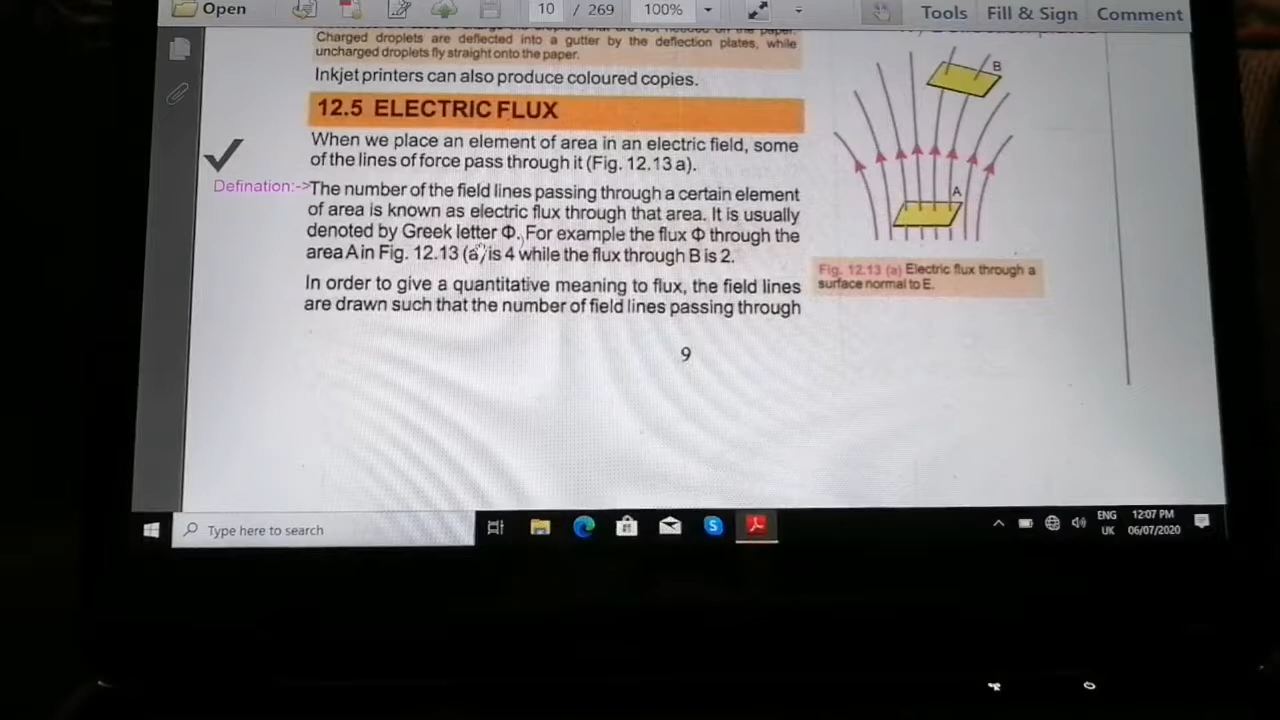 Open
10 / 269
100%
Tools
Fill & Sign
Comment
Charged droplets are deflected into a gutter by the deflection plates, while
uncharged droplets fly straight onto the paper.
Inkjet printers can also produce coloured copies.
12.5 ELECTRIC FLUX
When we place an element of area in an electric field, some
of the lines of force pass through it (Fig. 12.13 a).
Defination:->
The number of the field lines passing through a certain element
of area is known as electric flux through that area. It is usually
denoted by Greek letter Φ. For example the flux Φ through the
area A in Fig. 12.13 (a) is 4 while the flux through B is 2.
In order to give a quantitative meaning to flux, the field lines
are drawn such that the number of field lines passing through
9
B
A
Fig. 12.13 (a) Electric flux through a
surface normal to E.
Type here to search
ENG
UK
12:07 PM
06/07/2020